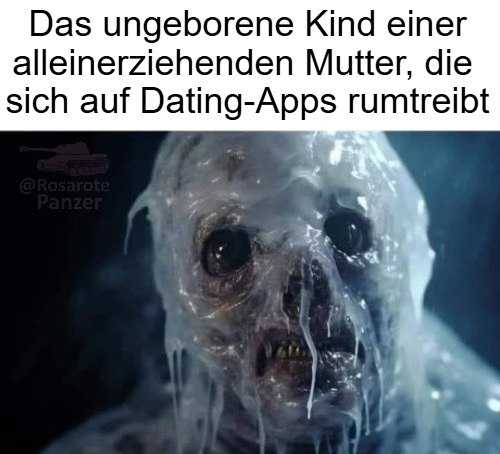 Das ungeborene Kind einer
alleinerziehenden Mutter, die
sich auf Dating-Apps rumtreibt
@Rosarote
Panzer